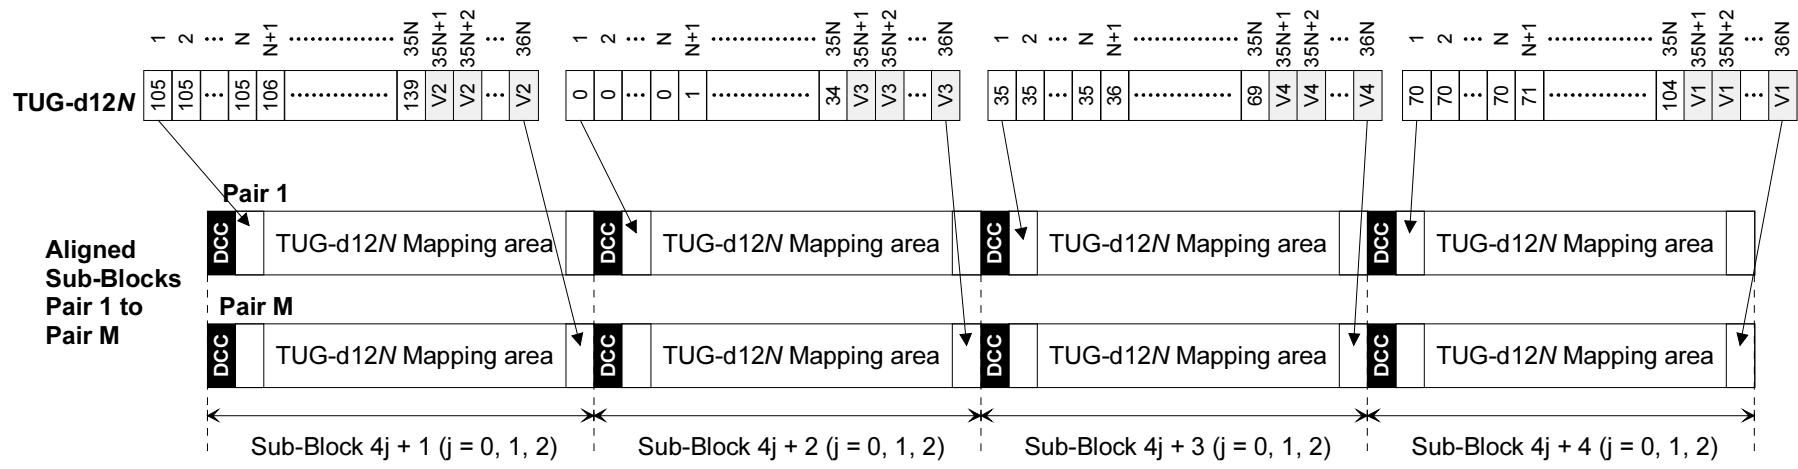 1 2 ··· N N+1 ················ 35N 35N+1 35N+2 ··· 36N 1 2 ··· N N+1 ················ 35N 35N+1 35N+2 ··· 36N 1 2 ··· N N+1 ················ 35N 35N+1 35N+2 ··· 36N 1 2 ··· N N+1 ················ 35N 35N+1 35N+2 ··· 36N
TUG-d12N 105 105 ··· 105 106 ················ 139 V2 V2 ··· V2 0 0 ··· 0 1 ················ 34 V3 V3 ··· V3 35 35 ··· 35 36 ················ 69 V4 V4 ··· V4 70 70 ··· 70 71 ················ 104 V1 V1 ··· V1
Pair 1
DCC TUG-d12N Mapping area DCC TUG-d12N Mapping area DCC TUG-d12N Mapping area DCC TUG-d12N Mapping area
Aligned
Sub-Blocks
Pair 1 to
Pair M
Pair M
DCC TUG-d12N Mapping area DCC TUG-d12N Mapping area DCC TUG-d12N Mapping area DCC TUG-d12N Mapping area
Sub-Block 4j + 1 (j = 0, 1, 2) Sub-Block 4j + 2 (j = 0, 1, 2) Sub-Block 4j + 3 (j = 0, 1, 2) Sub-Block 4j + 4 (j = 0, 1, 2)